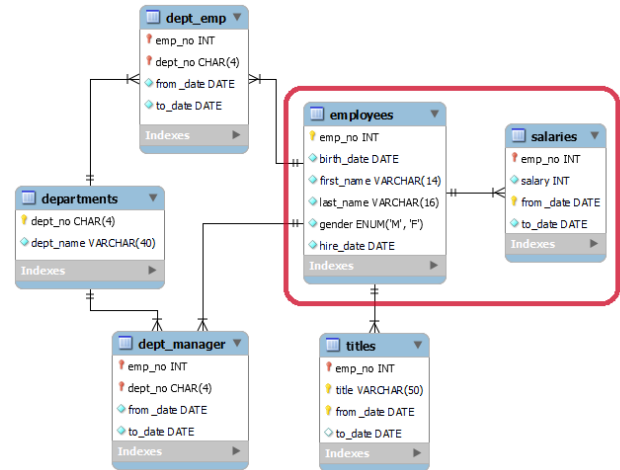 dept_emp
emp_no INT
dept_no CHAR(4)
from_date DATE
to_date DATE
Indexes
employees
emp_no INT
birth_date DATE
first_name VARCHAR(14)
last_name VARCHAR(16)
gender ENUM('M', 'F')
hire_date DATE
Indexes
salaries
emp_no INT
salary INT
from_date DATE
to_date DATE
Indexes
departments
dept_no CHAR(4)
dept_name VARCHAR(40)
Indexes
dept_manager
emp_no INT
dept_no CHAR(4)
from_date DATE
to_date DATE
Indexes
titles
emp_no INT
title VARCHAR(50)
from_date DATE
to_date DATE
Indexes